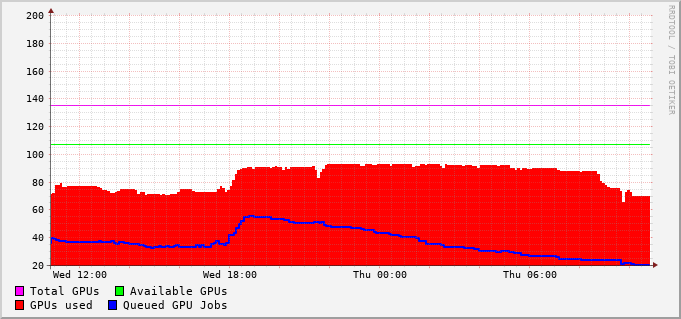 200
180
160
140
120
100
80
60
40
20
Wed 12:00 Wed 18:00 Thu 00:00 Thu 06:00
Total GPUs Available GPUs
GPUs used Queued GPU Jobs
RRDTOOL / TOBI OETIKER